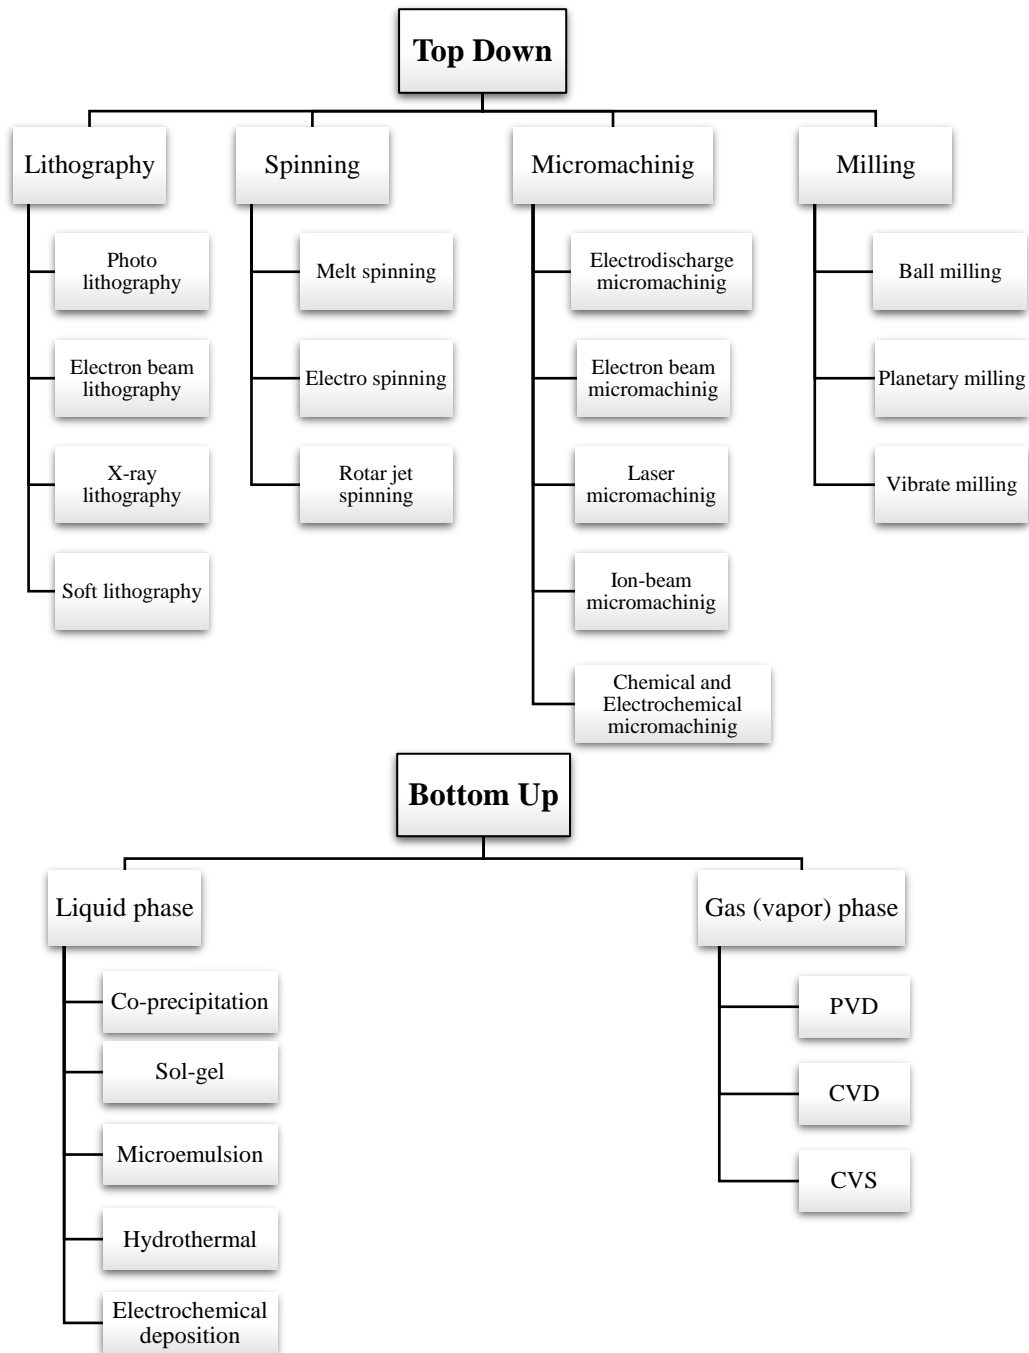 Top Down
Lithography
Photo
lithography
Electron beam
lithography
X-ray
lithography
Soft lithography
Spinning
Melt spinning
Electro spinning
Rotar jet
spinning
Micromachinig
Electrodischarge
micromachinig
Electron beam
micromachinig
Laser
micromachinig
Ion-beam
micromachinig
Chemical and
Electrochemical
micromachinig
Milling
Ball milling
Planetary milling
Vibrate milling
Bottom Up
Liquid phase
Co-precipitation
Sol-gel
Microemulsion
Hydrothermal
Electrochemical
deposition
Gas (vapor) phase
PVD
CVD
CVS